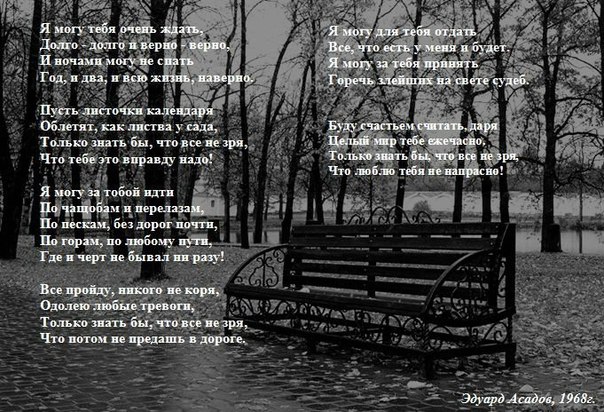 Я могу тебя очень ждать,
Долго - долго и верно - верно,
И ночами могу не спать
Год, и два, и всю жизнь, наверно.
Пусть листочки календаря
Облетят, как листва у сада,
Только знать бы, что все не зря,
Что тебе это вправду надо!
Я могу за тобой идти
По чащобам и перелазам,
По пескам, без дорог почти,
По горам, по любому пути,
Где и черт не бывал ни разу!
Все пройду, никого не коря,
Одолею любые тревоги,
Только знать бы, что все не зря,
Что потом не предашь в дороге.
Я могу для тебя отдать
Все, что есть у меня и будет.
Я могу за тебя принять
Горечь злейших на свете судеб.
Буду счастьем считать, даря
Целый мир тебе ежечасно.
Только знать бы, что все не зря,
Что люблю тебя не напрасно!
Эдуард Асадов, 1968г.